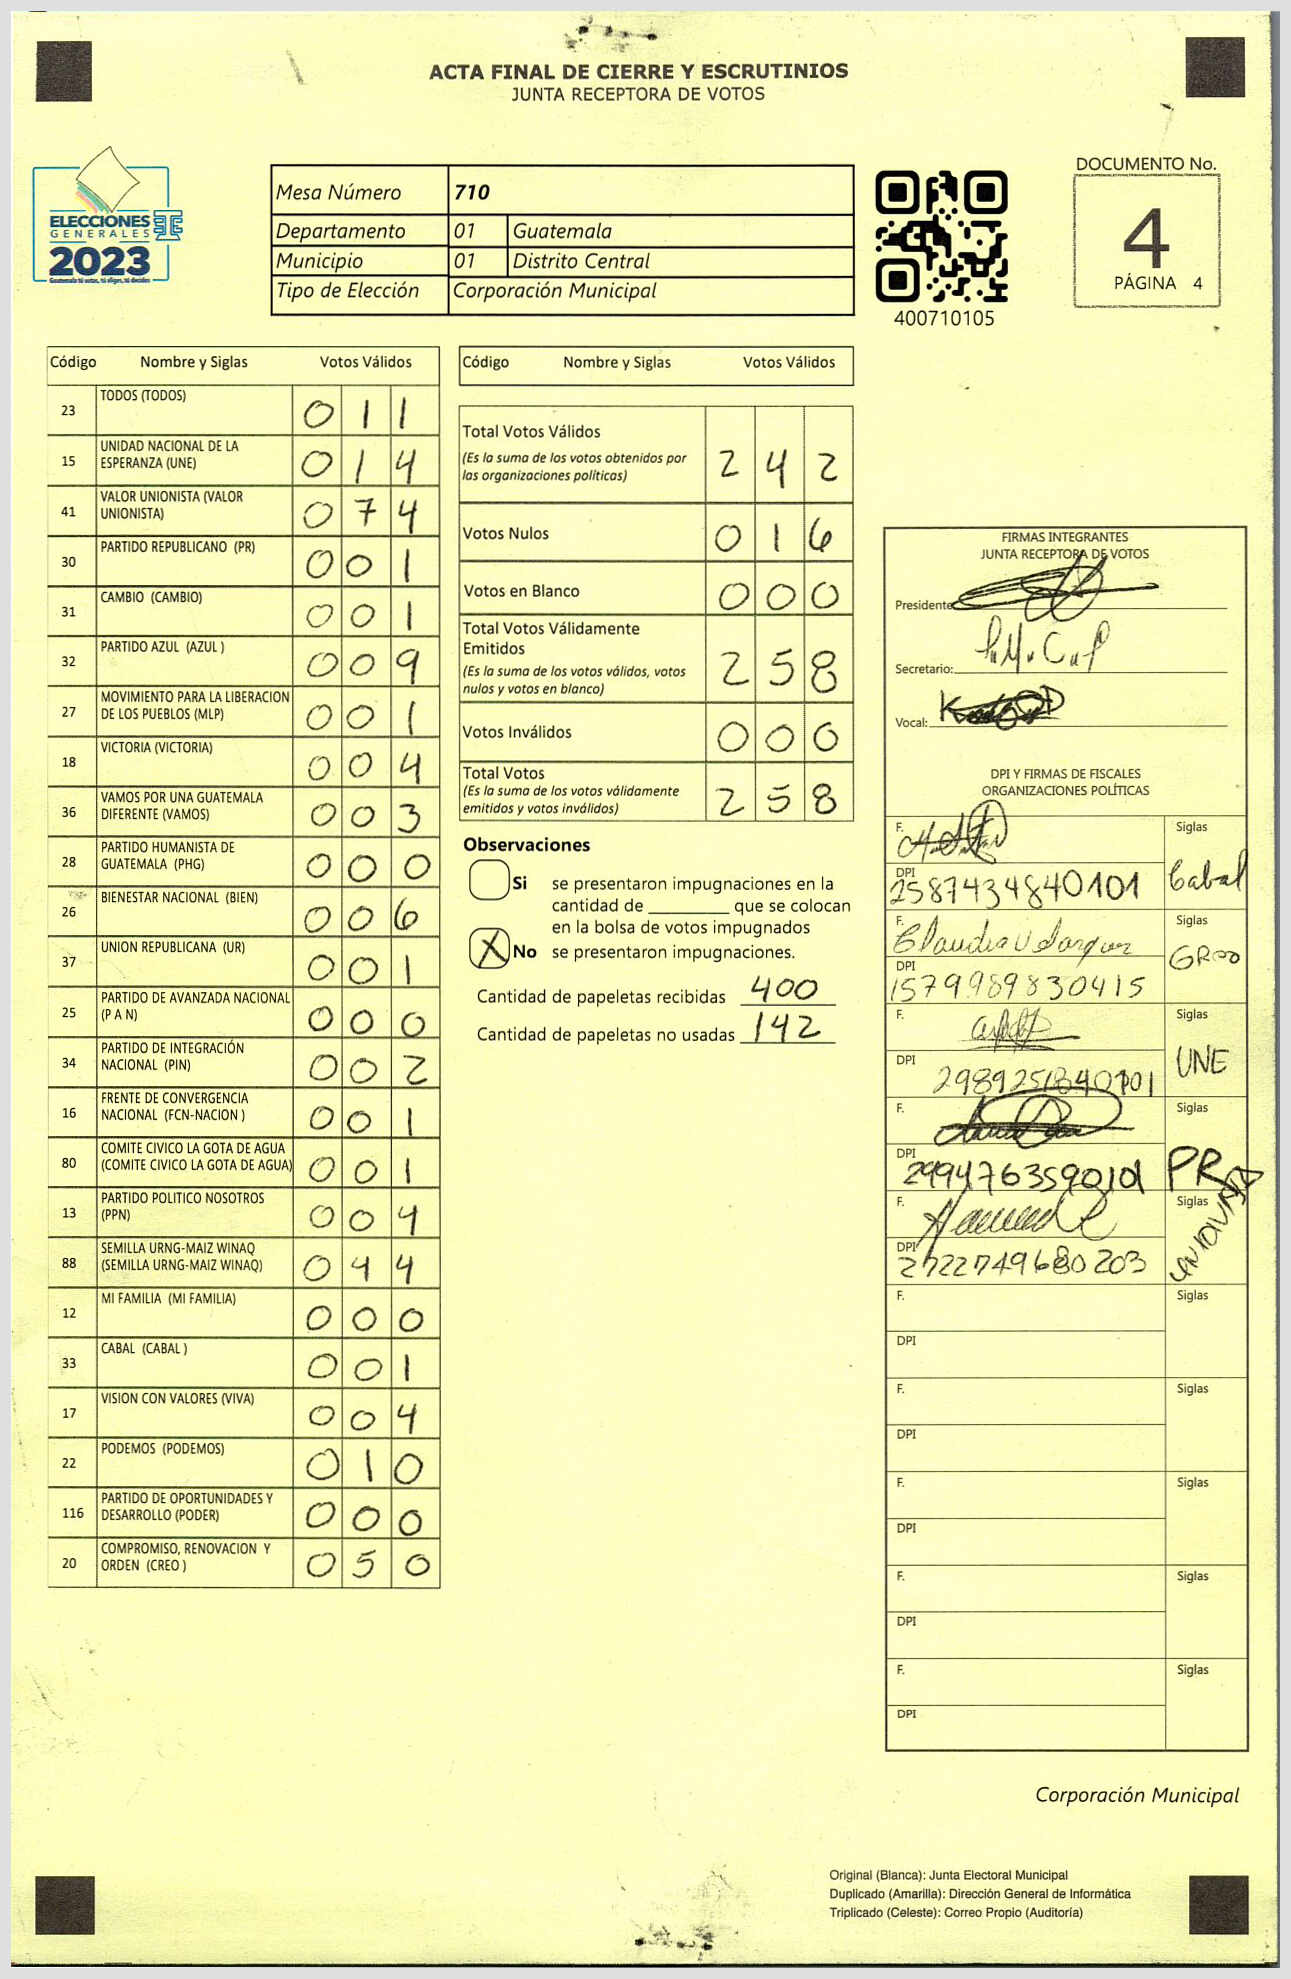 ACTA FINAL DE CIERRE Y ESCRUTINIOS
JUNTA RECEPTORA DE VOTOS
ELECCIONES
GENERALES
2023
Guatemala tú votas, tú eliges, tú decides
Mesa Número 710
Departamento 01 Guatemala
Municipio 01 Distrito Central
Tipo de Elección Corporación Municipal
400710105
DOCUMENTO No.
4
PÁGINA 4
Código Nombre y Siglas Votos Válidos
23 TODOS (TODOS) 0 1 1
15 UNIDAD NACIONAL DE LA ESPERANZA (UNE) 0 1 4
41 VALOR UNIONISTA (VALOR UNIONISTA) 0 7 4
30 PARTIDO REPUBLICANO (PR) 0 0 1
31 CAMBIO (CAMBIO) 0 0 1
32 PARTIDO AZUL (AZUL ) 0 0 9
27 MOVIMIENTO PARA LA LIBERACION DE LOS PUEBLOS (MLP) 0 0 1
18 VICTORIA (VICTORIA) 0 0 4
36 VAMOS POR UNA GUATEMALA DIFERENTE (VAMOS) 0 0 3
28 PARTIDO HUMANISTA DE GUATEMALA (PHG) 0 0 0
26 BIENESTAR NACIONAL (BIEN) 0 0 6
37 UNION REPUBLICANA (UR) 0 0 1
25 PARTIDO DE AVANZADA NACIONAL (P A N) 0 0 0
34 PARTIDO DE INTEGRACIÓN NACIONAL (PIN) 0 0 2
16 FRENTE DE CONVERGENCIA NACIONAL (FCN-NACION ) 0 0 1
80 COMITE CIVICO LA GOTA DE AGUA (COMITE CIVICO LA GOTA DE AGUA) 0 0 1
13 PARTIDO POLITICO NOSOTROS (PPN) 0 0 4
88 SEMILLA URNG-MAIZ WINAQ (SEMILLA URNG-MAIZ WINAQ) 0 4 4
12 MI FAMILIA (MI FAMILIA) 0 0 0
33 CABAL (CABAL ) 0 0 1
17 VISION CON VALORES (VIVA) 0 0 4
22 PODEMOS (PODEMOS) 0 1 0
116 PARTIDO DE OPORTUNIDADES Y DESARROLLO (PODER) 0 0 0
20 COMPROMISO, RENOVACION Y ORDEN (CREO ) 0 5 0
Código Nombre y Siglas Votos Válidos
Total Votos Válidos 2 4 2
(Es la suma de los votos obtenidos por
las organizaciones políticas)
Votos Nulos 0 1 6
Votos en Blanco 0 0 0
Total Votos Válidamente
Emitidos 2 5 8
(Es la suma de los votos válidos, votos
nulos y votos en blanco)
Votos Inválidos 0 0 0
Total Votos 2 5 8
(Es la suma de los votos válidamente
emitidos y votos inválidos)
Observaciones
Si se presentaron impugnaciones en la
cantidad de ________ que se colocan
en la bolsa de votos impugnados
X No se presentaron impugnaciones.
Cantidad de papeletas recibidas 400
Cantidad de papeletas no usadas 142
FIRMAS INTEGRANTES
JUNTA RECEPTORA DE VOTOS
Presidente
Secretario:
Vocal:
DPI Y FIRMAS DE FISCALES
ORGANIZACIONES POLÍTICAS
F. Siglas
DPI 2587434840101 Cabal
F. Siglas
DPI 1579989830415
F. Siglas
DPI UNE
F. Siglas
DPI PR
F. Siglas
DPI
F. Siglas
DPI
F. Siglas
DPI
F. Siglas
DPI
F. Siglas
DPI
F. Siglas
DPI
Corporación Municipal
Original (Blanca): Junta Electoral Municipal
Duplicado (Amarilla): Dirección General de Informática
Triplicado (Celeste): Correo Propio (Auditoría)